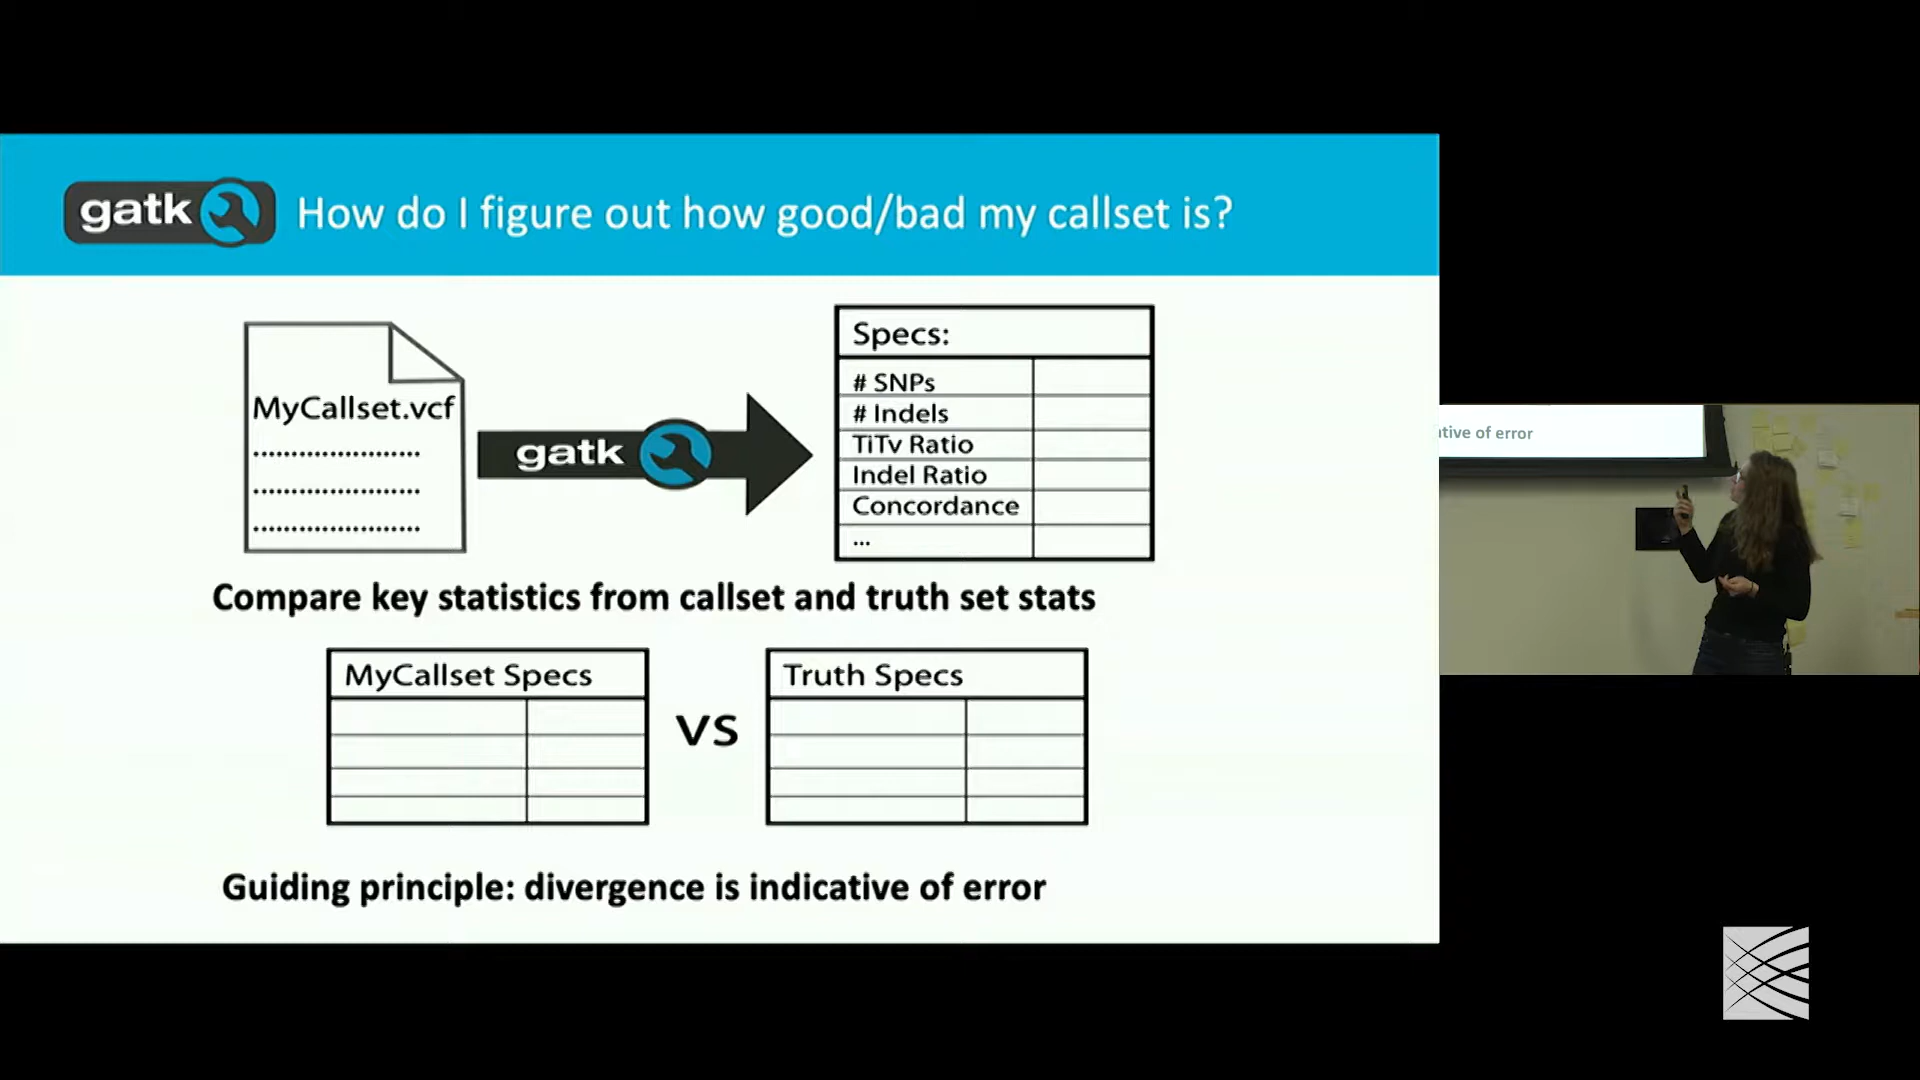 gatk How do I figure out how good/bad my callset is?
MyCallset.vcf
gatk
Specs:
# SNPs
# Indels
TiTv Ratio
Indel Ratio
Concordance
...
Compare key statistics from callset and truth set stats
MyCallset Specs
vs
Truth Specs
Guiding principle: divergence is indicative of error
of error